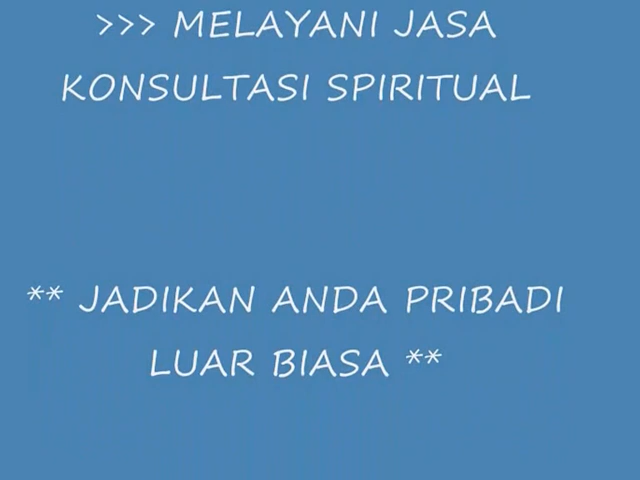 >>> MELAYANI JASA
KONSULTASI SPIRITUAL
** JADIKAN ANDA PRIBADI
LUAR BIASA **